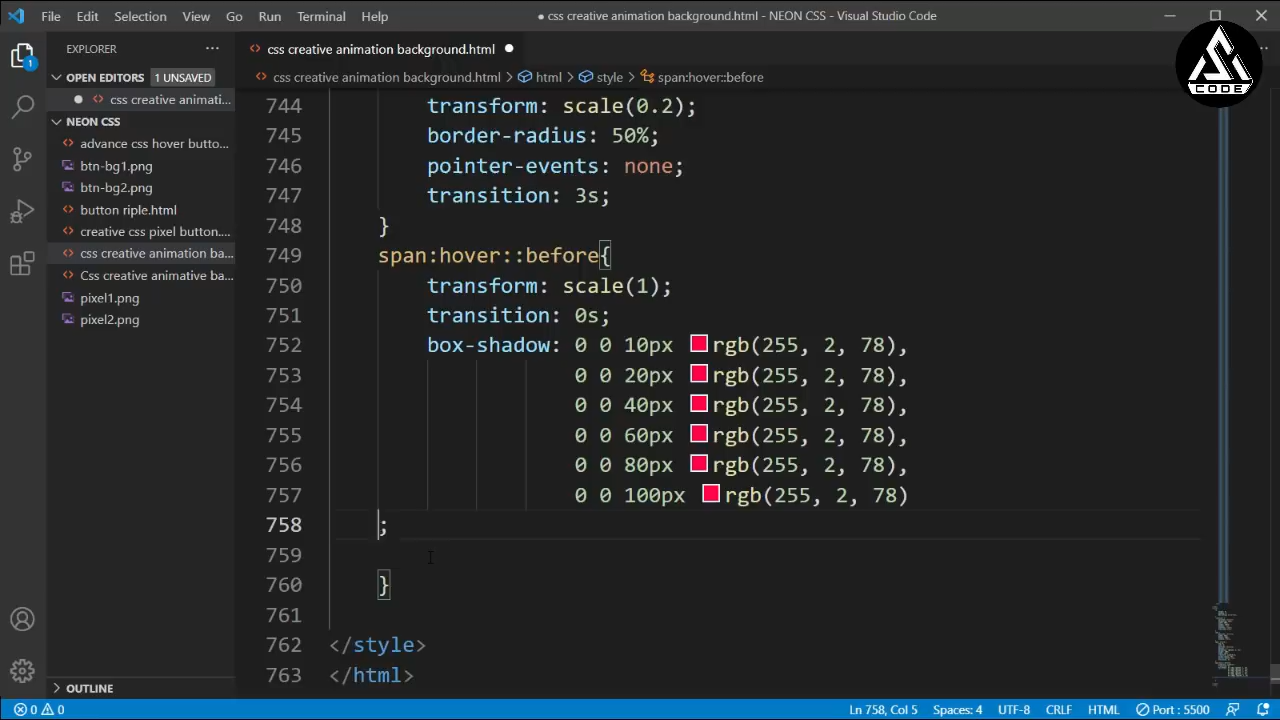 File Edit Selection View Go Run Terminal Help
● css creative animation background.html - NEON CSS - Visual Studio Code
EXPLORER
css creative animation background.html
CODE
OPEN EDITORS 1 UNSAVED
css creative animation background.html > html > style > span:hover::before
css creative animati...
NEON CSS
advance css hover butto...
btn-bg1.png
btn-bg2.png
button riple.html
creative css pixel button....
css creative animation ba...
Css creative animative ba...
pixel1.png
pixel2.png
OUTLINE
744 transform: scale(0.2);
745 border-radius: 50%;
746 pointer-events: none;
747 transition: 3s;
748 }
749 span:hover::before{
750 transform: scale(1);
751 transition: 0s;
752 box-shadow: 0 0 10px rgb(255, 2, 78),
753 0 0 20px rgb(255, 2, 78),
754 0 0 40px rgb(255, 2, 78),
755 0 0 60px rgb(255, 2, 78),
756 0 0 80px rgb(255, 2, 78),
757 0 0 100px rgb(255, 2, 78)
758 ;
759
760 }
761
762 </style>
763 </html>
0 0 Ln 758, Col 5 Spaces: 4 UTF-8 CRLF HTML Port : 5500